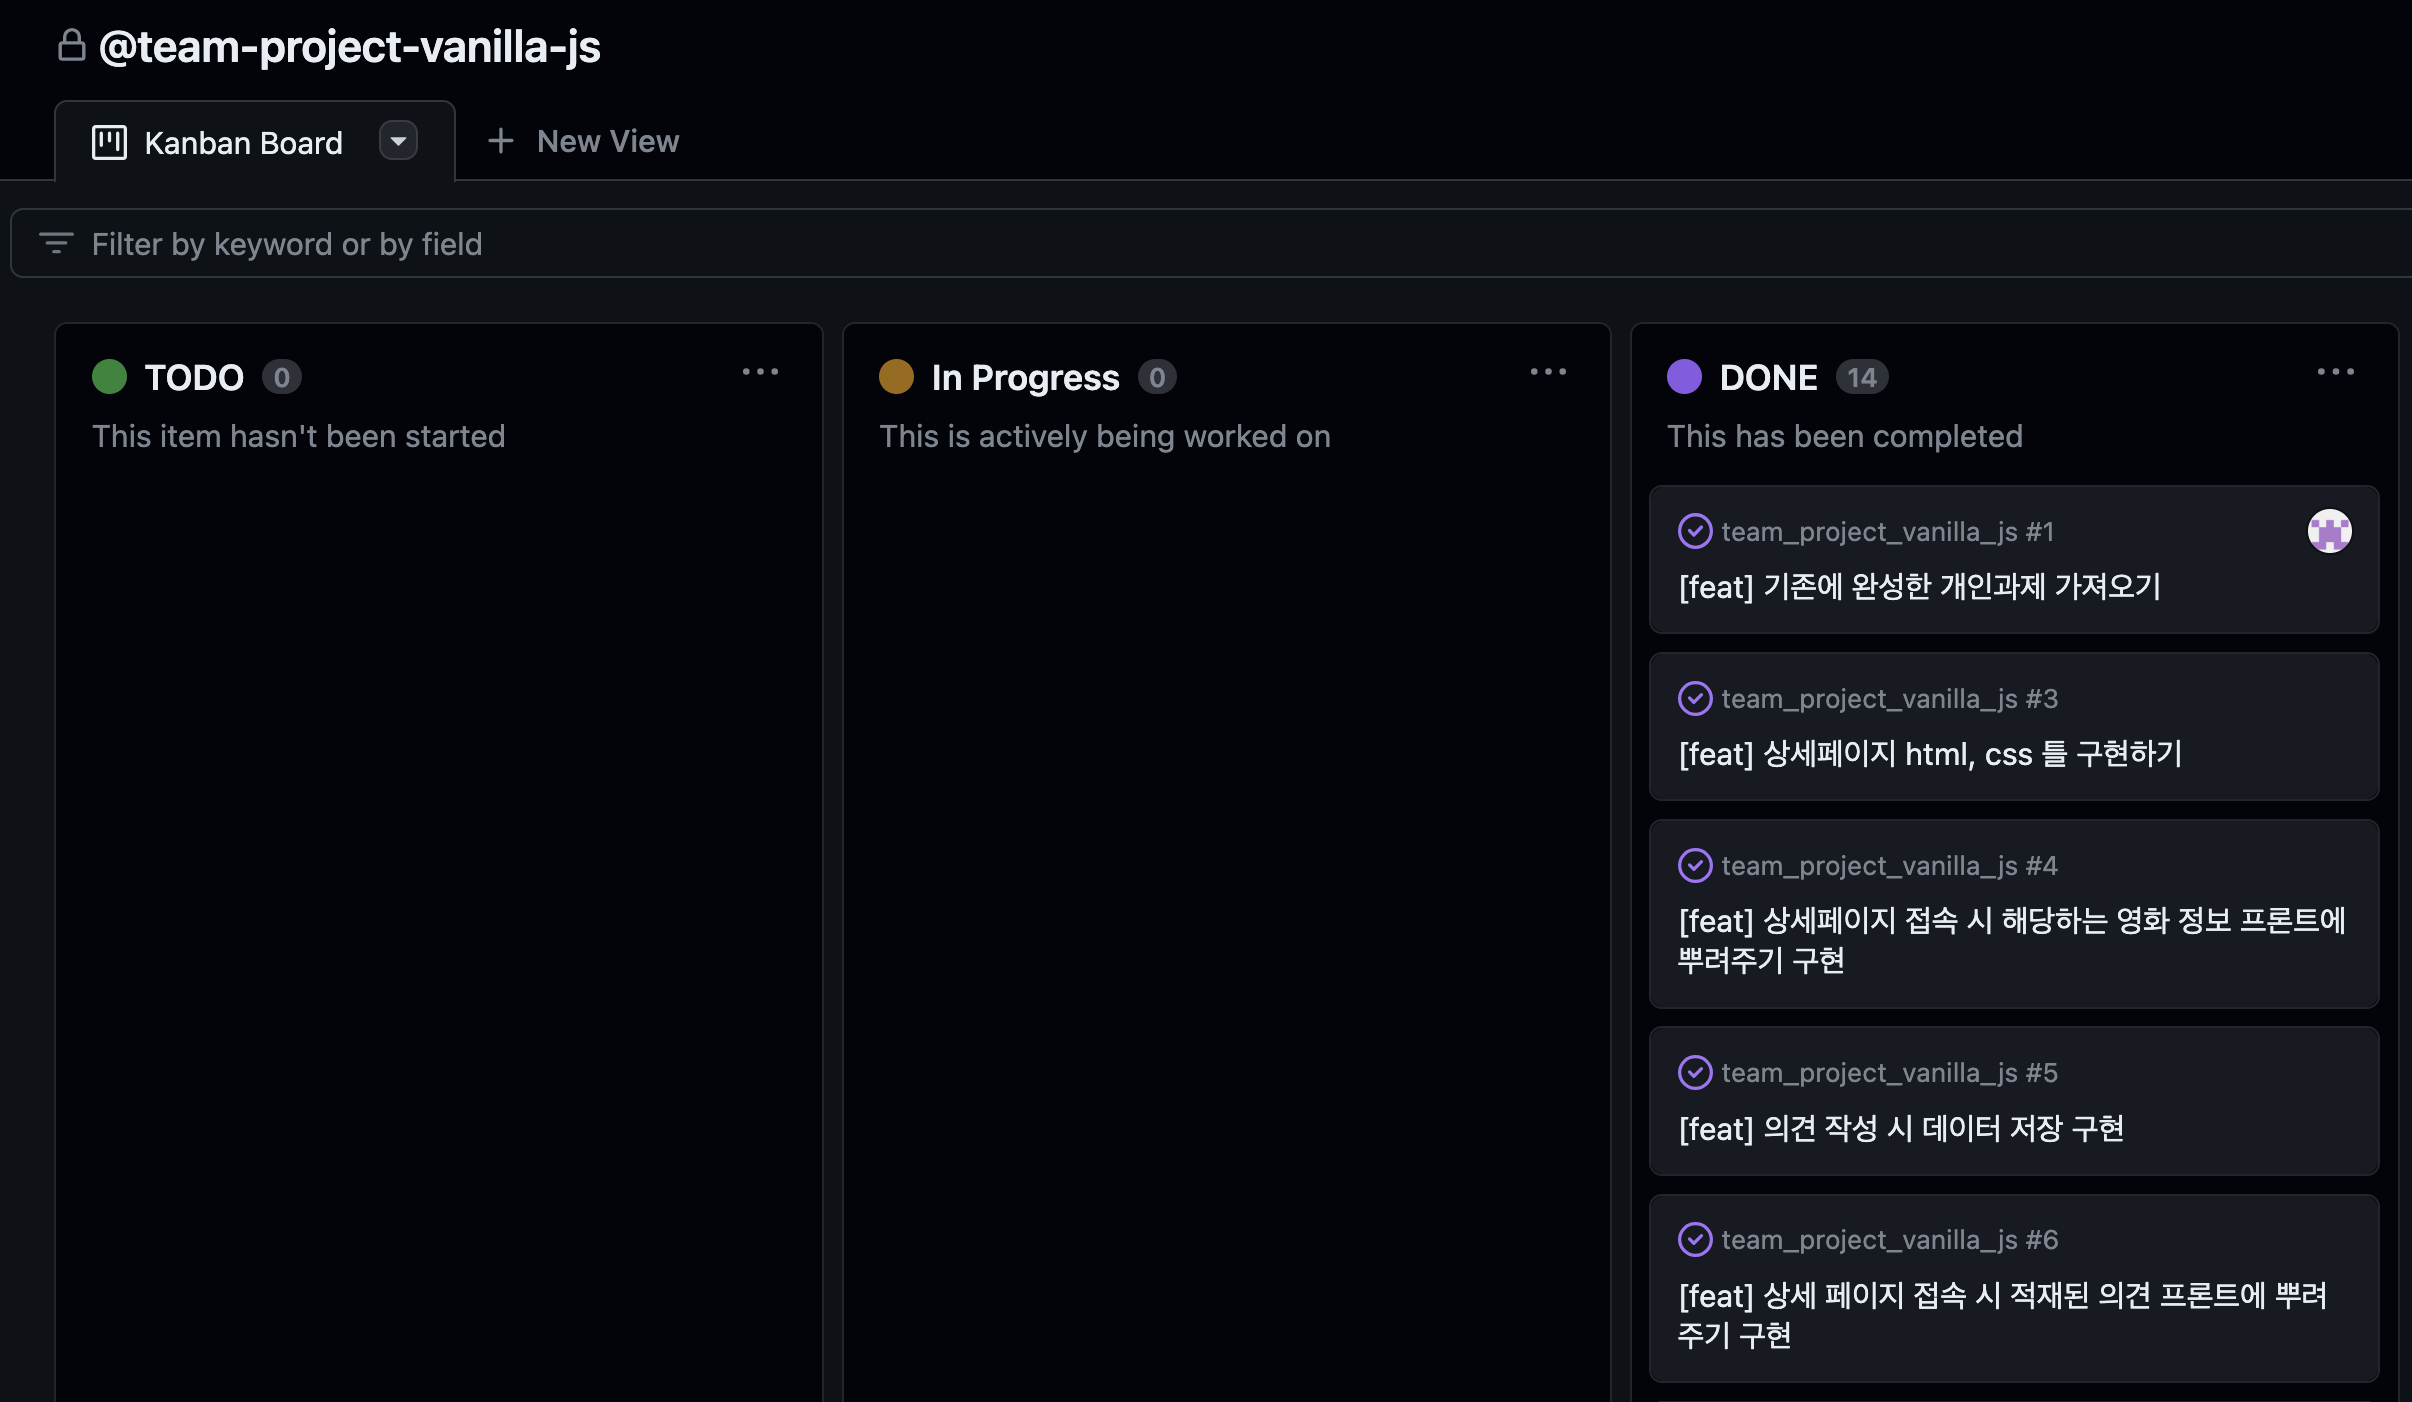 @team-project-vanilla-js
Kanban Board
New View
Filter by keyword or by field
TODO 0
This item hasn't been started
In Progress 0
This is actively being worked on
DONE 14
This has been completed
team_project_vanilla_js #1
[feat] 기존에 완성한 개인과제 가져오기
team_project_vanilla_js #3
[feat] 상세페이지 html, css 틀 구현하기
team_project_vanilla_js #4
[feat] 상세페이지 접속 시 해당하는 영화 정보 프론트에
뿌려주기 구현
team_project_vanilla_js #5
[feat] 의견 작성 시 데이터 저장 구현
team_project_vanilla_js #6
[feat] 상세 페이지 접속 시 적재된 의견 프론트에 뿌려
주기 구현